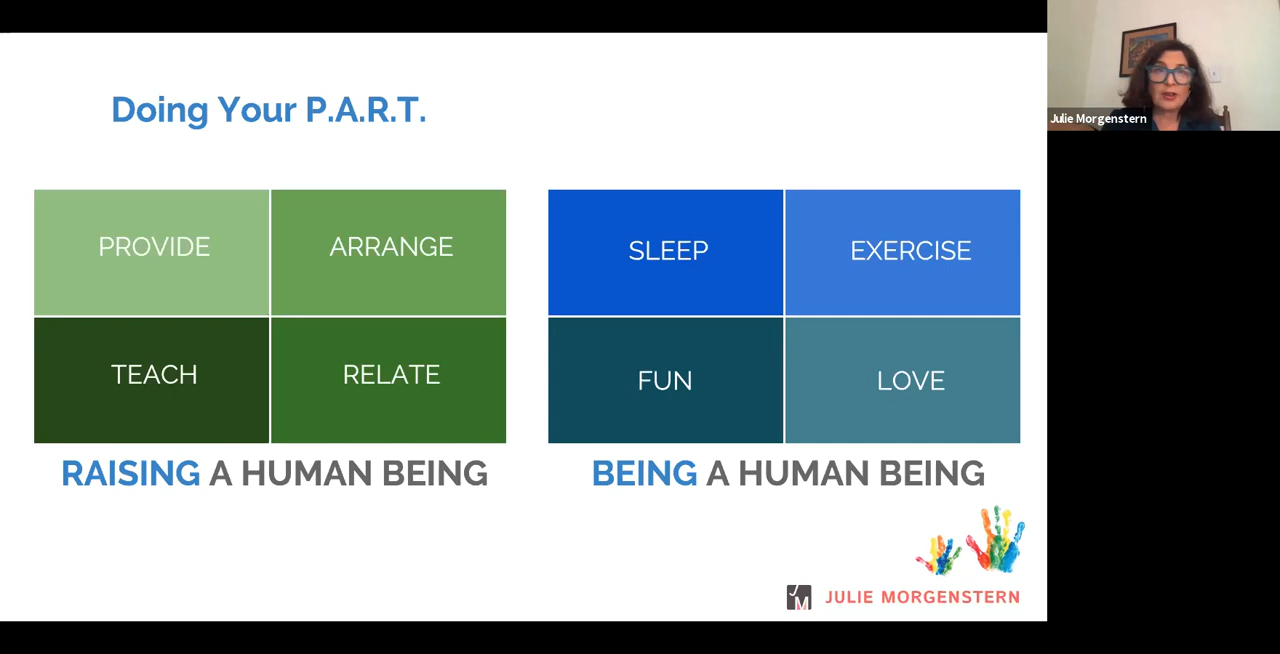 Doing Your P.A.R.T.
PROVIDE
ARRANGE
TEACH
RELATE
RAISING A HUMAN BEING
SLEEP
EXERCISE
FUN
LOVE
BEING A HUMAN BEING
JM
JULIE MORGENSTERN
Julie Morgenstern